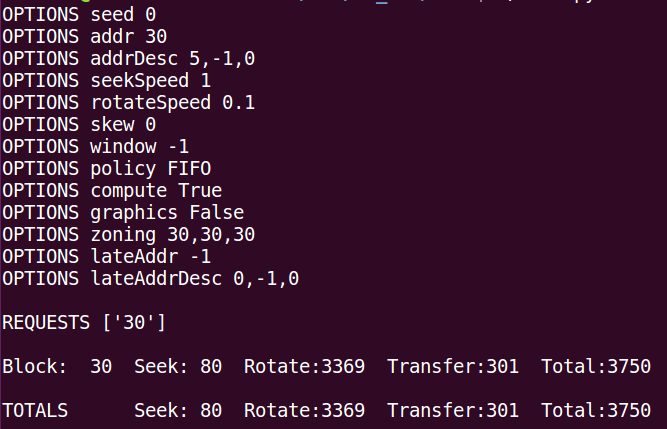 OPTIONS seed 0
OPTIONS addr 30
OPTIONS addrDesc 5,-1,0
OPTIONS seekSpeed 1
OPTIONS rotateSpeed 0.1
OPTIONS skew 0
OPTIONS window -1
OPTIONS policy FIFO
OPTIONS compute True
OPTIONS graphics False
OPTIONS zoning 30,30,30
OPTIONS lateAddr -1
OPTIONS lateAddrDesc 0,-1,0
REQUESTS ['30']
Block:  30  Seek: 80  Rotate:3369  Transfer:301  Total:3750
TOTALS      Seek: 80  Rotate:3369  Transfer:301  Total:3750